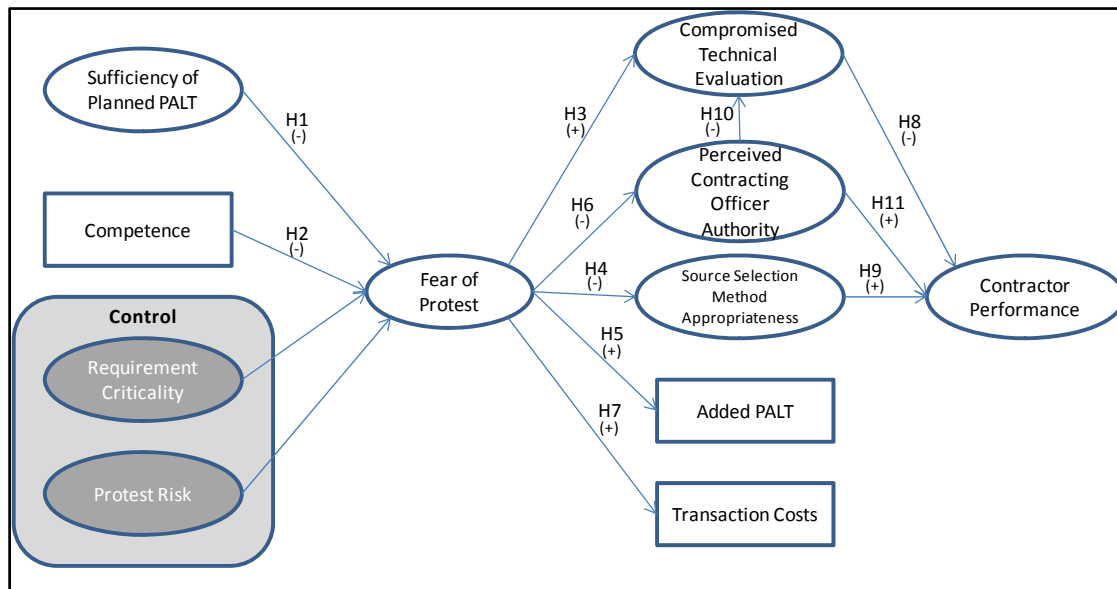 Sufficiency of
Planned PALT
H1
(-)
Competence
H2
(-)
Control
Requirement
Criticality
Protest Risk
Fear of
Protest
H3
(+)
H6
(-)
H4
(-)
H5
(+)
H7
(+)
Compromised
Technical
Evaluation
H10
(-)
Perceived
Contracting
Officer
Authority
Source Selection
Method
Appropriateness
Added PALT
Transaction Costs
H8
(-)
H11
(+)
H9
(+)
Contractor
Performance